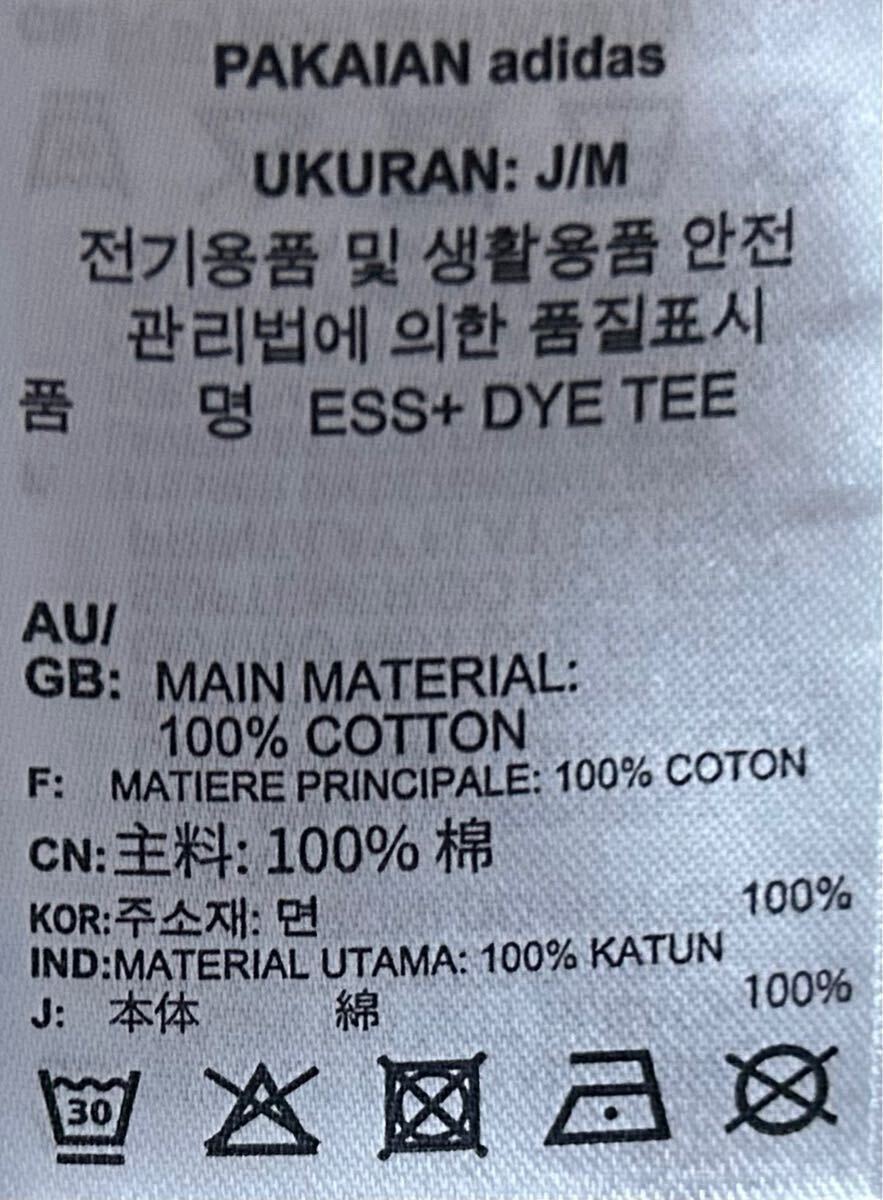 PAKAIAN adidas
UKURAN: J/M
전기용품 및 생활용품 안전
관리법에 의한 품질표시
품 명 ESS+ DYE TEE
AU/
GB: MAIN MATERIAL:
100% COTTON
F: MATIERE PRINCIPALE: 100% COTON
CN:主料: 100% 棉
KOR:주소재: 면 100%
IND:MATERIAL UTAMA: 100% KATUN
J: 本体 綿 100%
30